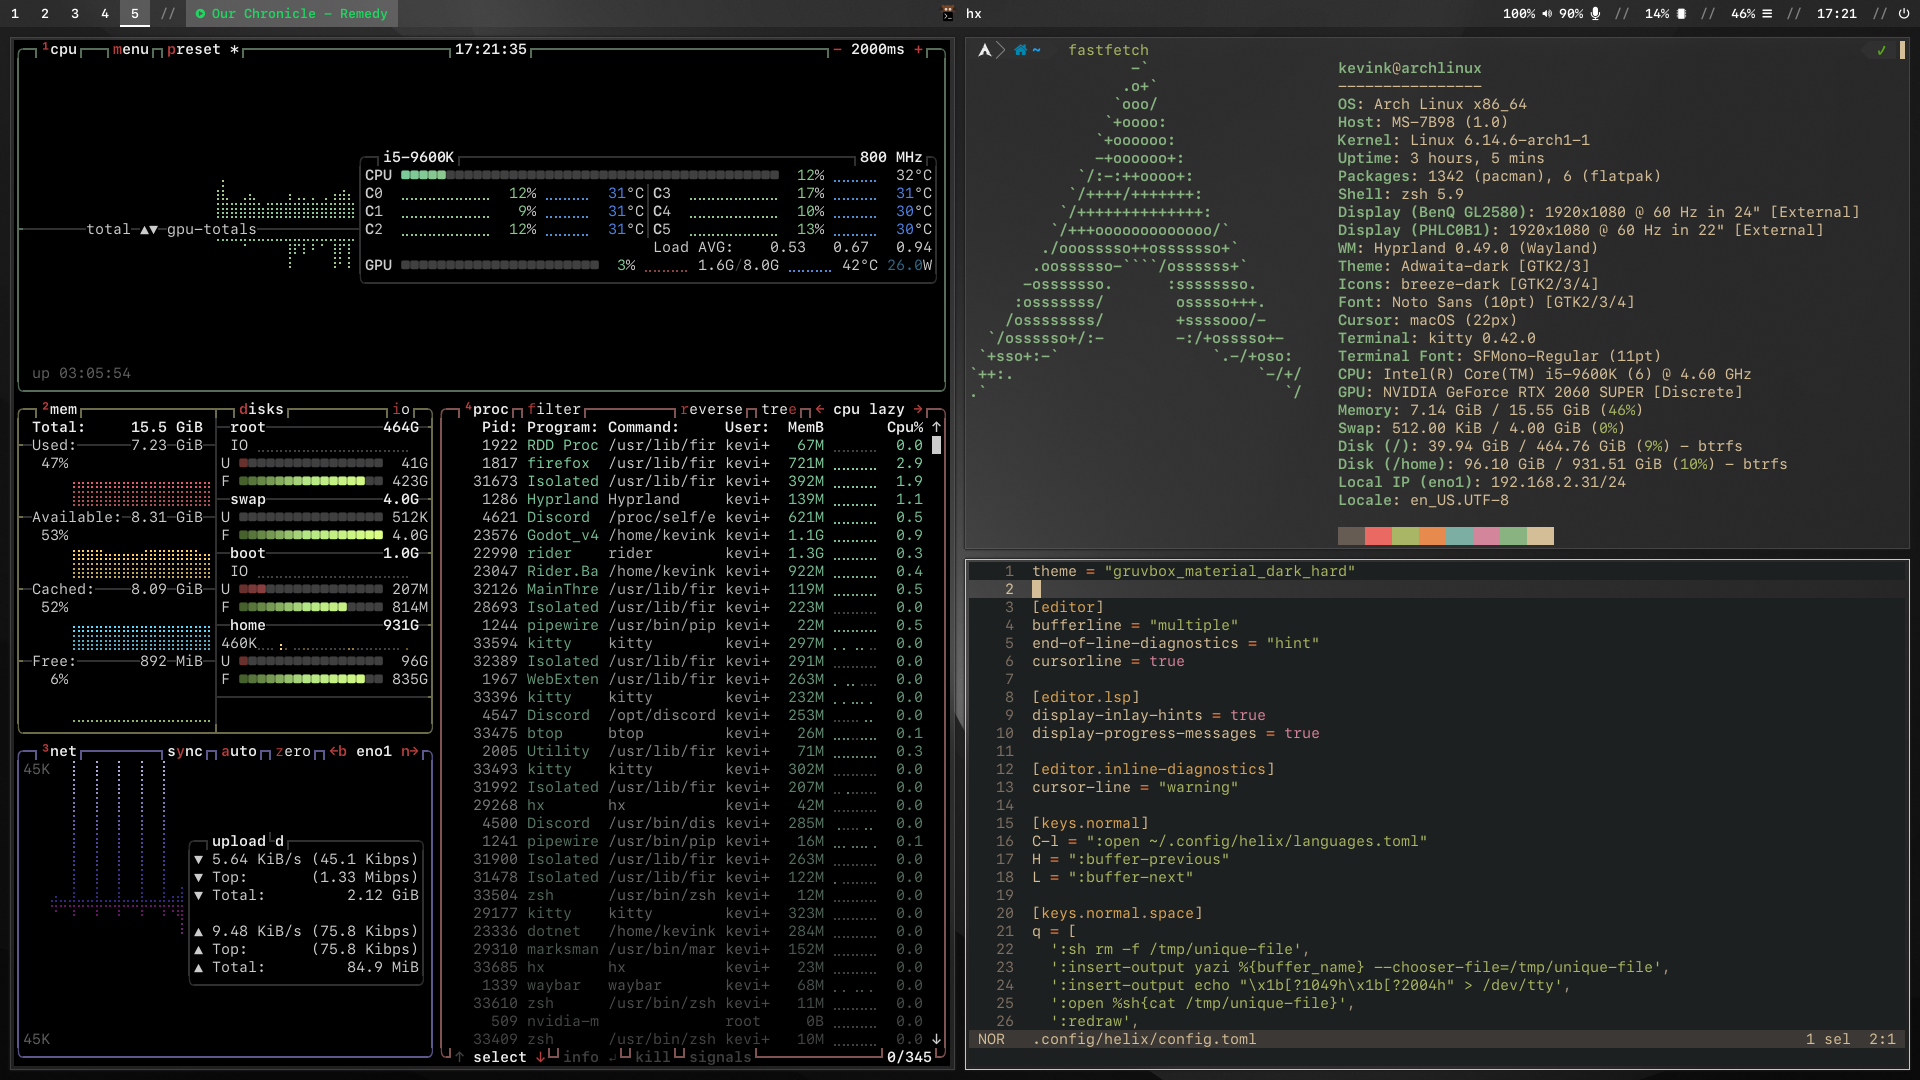 1 2 3 4 5 // Our Chronicle – Remedy
hx
100% 90% // 14% // 46% // 17:21 //
1cpu menu preset * 17:21:35 - 2000ms +
i5-9600K 800 MHz
CPU 12% 32°C
C0 12% 31°C C3 17% 31°C
C1 9% 31°C C4 10% 30°C
total ▲▼ gpu-totals
C2 12% 31°C C5 13% 30°C
Load AVG: 0.53 0.67 0.94
GPU 3% 1.6G/8.0G 42°C 26.0W
up 03:05:54
2mem
Total: 15.5 GiB
Used: 7.23 GiB
47%
Available: 8.31 GiB
53%
Cached: 8.09 GiB
52%
Free: 892 MiB
6%
disks io
root 464G
IO
U 41G
F 423G
swap 4.0G
U 512K
F 4.0G
boot 1.0G
IO
U 207M
F 814M
home 931G
460K
U 96G
F 835G
3net sync auto zero ←b eno1 n→
45K
upload d
▼ 5.64 KiB/s (45.1 Kibps)
▼ Top: (1.33 Mibps)
▼ Total: 2.12 GiB
▲ 9.48 KiB/s (75.8 Kibps)
▲ Top: (75.8 Kibps)
▲ Total: 84.9 MiB
45K
4proc filter reverse tree ← cpu lazy →
Pid: Program: Command: User: MemB Cpu% ↑
1922 RDD Proc /usr/lib/fir kevi+ 67M 0.0
1817 firefox /usr/lib/fir kevi+ 721M 2.9
31673 Isolated /usr/lib/fir kevi+ 392M 1.9
1286 Hyprland Hyprland kevi+ 139M 1.1
4621 Discord /proc/self/e kevi+ 621M 0.5
23576 Godot_v4 /home/kevink kevi+ 1.1G 0.9
22990 rider rider kevi+ 1.3G 0.3
23047 Rider.Ba /home/kevink kevi+ 922M 0.4
32126 MainThre /usr/lib/fir kevi+ 119M 0.5
28693 Isolated /usr/lib/fir kevi+ 223M 0.0
1244 pipewire /usr/bin/pip kevi+ 22M 0.5
33594 kitty kitty kevi+ 297M 0.0
32389 Isolated /usr/lib/fir kevi+ 291M 0.0
1967 WebExten /usr/lib/fir kevi+ 263M 0.0
33396 kitty kitty kevi+ 232M 0.0
4547 Discord /opt/discord kevi+ 253M 0.0
33475 btop btop kevi+ 26M 0.1
2005 Utility /usr/lib/fir kevi+ 71M 0.3
33493 kitty kitty kevi+ 302M 0.0
31992 Isolated /usr/lib/fir kevi+ 207M 0.0
29268 hx hx kevi+ 42M 0.0
4500 Discord /usr/bin/dis kevi+ 285M 0.0
1241 pipewire /usr/bin/pip kevi+ 16M 0.1
31900 Isolated /usr/lib/fir kevi+ 263M 0.0
31478 Isolated /usr/lib/fir kevi+ 122M 0.0
33504 zsh /usr/bin/zsh kevi+ 12M 0.0
29177 kitty kitty kevi+ 323M 0.0
23336 dotnet /home/kevink kevi+ 284M 0.0
29310 marksman /usr/bin/mar kevi+ 152M 0.0
33685 hx hx kevi+ 23M 0.0
1339 waybar waybar kevi+ 68M 0.0
33610 zsh /usr/bin/zsh kevi+ 11M 0.0
509 nvidia-m root 0B 0.0
33409 zsh /usr/bin/zsh kevi+ 10M 0.0 ↓
↑ select ↓ info ↵ kill signals 0/345
~ fastfetch ✓
-`
.o+`
`ooo/
`+oooo:
`+oooooo:
-+oooooo+:
`/:-:++oooo+:
`/++++/+++++++:
`/++++++++++++++:
`/+++ooooooooooooo/`
./ooosssso++osssssso+`
.oossssso-````/ossssss+`
-osssssso. :ssssssso.
:osssssss/ osssso+++.
/ossssssss/ +ssssooo/-
`/ossssso+/:- -:/+osssso+-
`+sso+:-` `.-/+oso:
`++:. `-/+/
.` `/
kevink@archlinux
----------------
OS: Arch Linux x86_64
Host: MS-7B98 (1.0)
Kernel: Linux 6.14.6-arch1-1
Uptime: 3 hours, 5 mins
Packages: 1342 (pacman), 6 (flatpak)
Shell: zsh 5.9
Display (BenQ GL2580): 1920x1080 @ 60 Hz in 24" [External]
Display (PHLC0B1): 1920x1080 @ 60 Hz in 22" [External]
WM: Hyprland 0.49.0 (Wayland)
Theme: Adwaita-dark [GTK2/3]
Icons: breeze-dark [GTK2/3/4]
Font: Noto Sans (10pt) [GTK2/3/4]
Cursor: macOS (22px)
Terminal: kitty 0.42.0
Terminal Font: SFMono-Regular (11pt)
CPU: Intel(R) Core(TM) i5-9600K (6) @ 4.60 GHz
GPU: NVIDIA GeForce RTX 2060 SUPER [Discrete]
Memory: 7.14 GiB / 15.55 GiB (46%)
Swap: 512.00 KiB / 4.00 GiB (0%)
Disk (/): 39.94 GiB / 464.76 GiB (9%) - btrfs
Disk (/home): 96.10 GiB / 931.51 GiB (10%) - btrfs
Local IP (eno1): 192.168.2.31/24
Locale: en_US.UTF-8
1 theme = "gruvbox_material_dark_hard"
2
3 [editor]
4 bufferline = "multiple"
5 end-of-line-diagnostics = "hint"
6 cursorline = true
7
8 [editor.lsp]
9 display-inlay-hints = true
10 display-progress-messages = true
11
12 [editor.inline-diagnostics]
13 cursor-line = "warning"
14
15 [keys.normal]
16 C-l = ":open ~/.config/helix/languages.toml"
17 H = ":buffer-previous"
18 L = ":buffer-next"
19
20 [keys.normal.space]
21 q = [
22 ':sh rm -f /tmp/unique-file',
23 ':insert-output yazi %{buffer_name} --chooser-file=/tmp/unique-file',
24 ':insert-output echo "\x1b[?1049h\x1b[?2004h" > /dev/tty',
25 ':open %sh{cat /tmp/unique-file}',
26 ':redraw',
NOR .config/helix/config.toml 1 sel 2:1